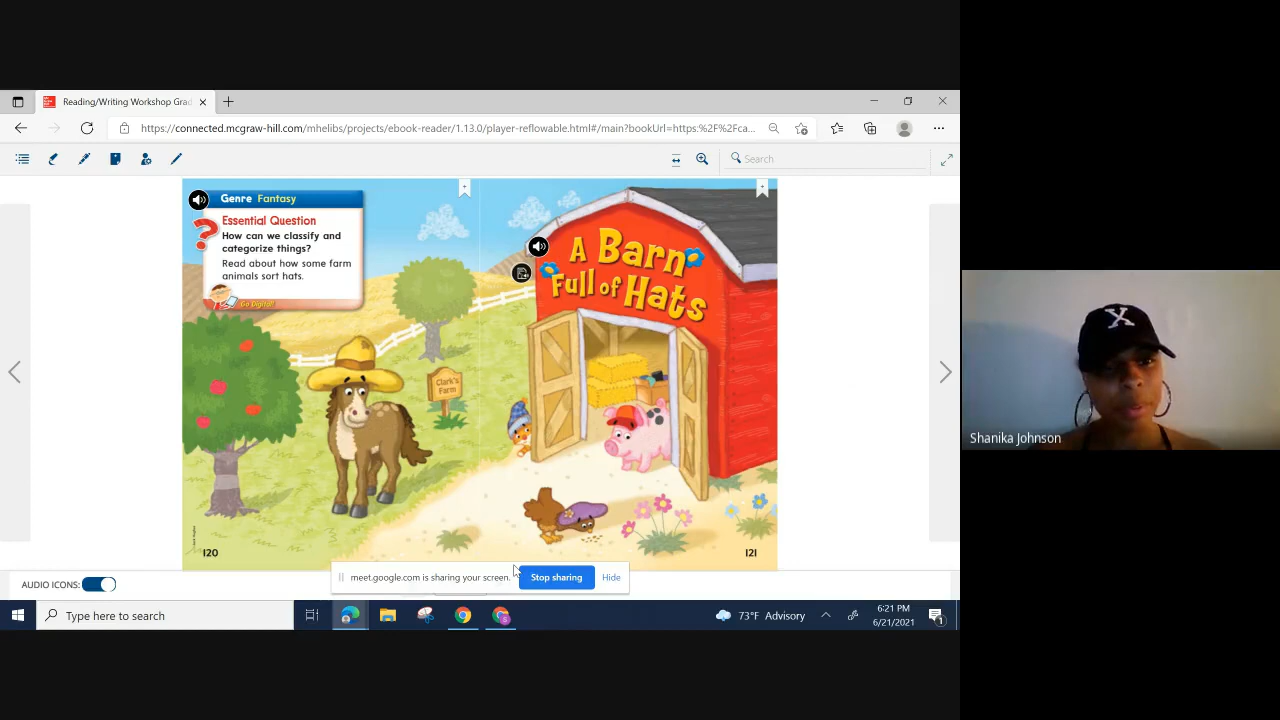 Reading/Writing Workshop Grad
https://connected.mcgraw-hill.com/mhelibs/projects/ebook-reader/1.13.0/player-reflowable.html#/main?bookUrl=https:%2F%2Fca...
Search
Genre Fantasy
Essential Question
How can we classify and
categorize things?
Read about how some farm
animals sort hats.
Go Digital!
A Barn
Full of Hats
Clark's
Farm
X
Shanika Johnson
120
121
meet.google.com is sharing your screen.
Stop sharing
Hide
AUDIO ICONS:
Type here to search
73°F Advisory
6:21 PM
6/21/2021
1